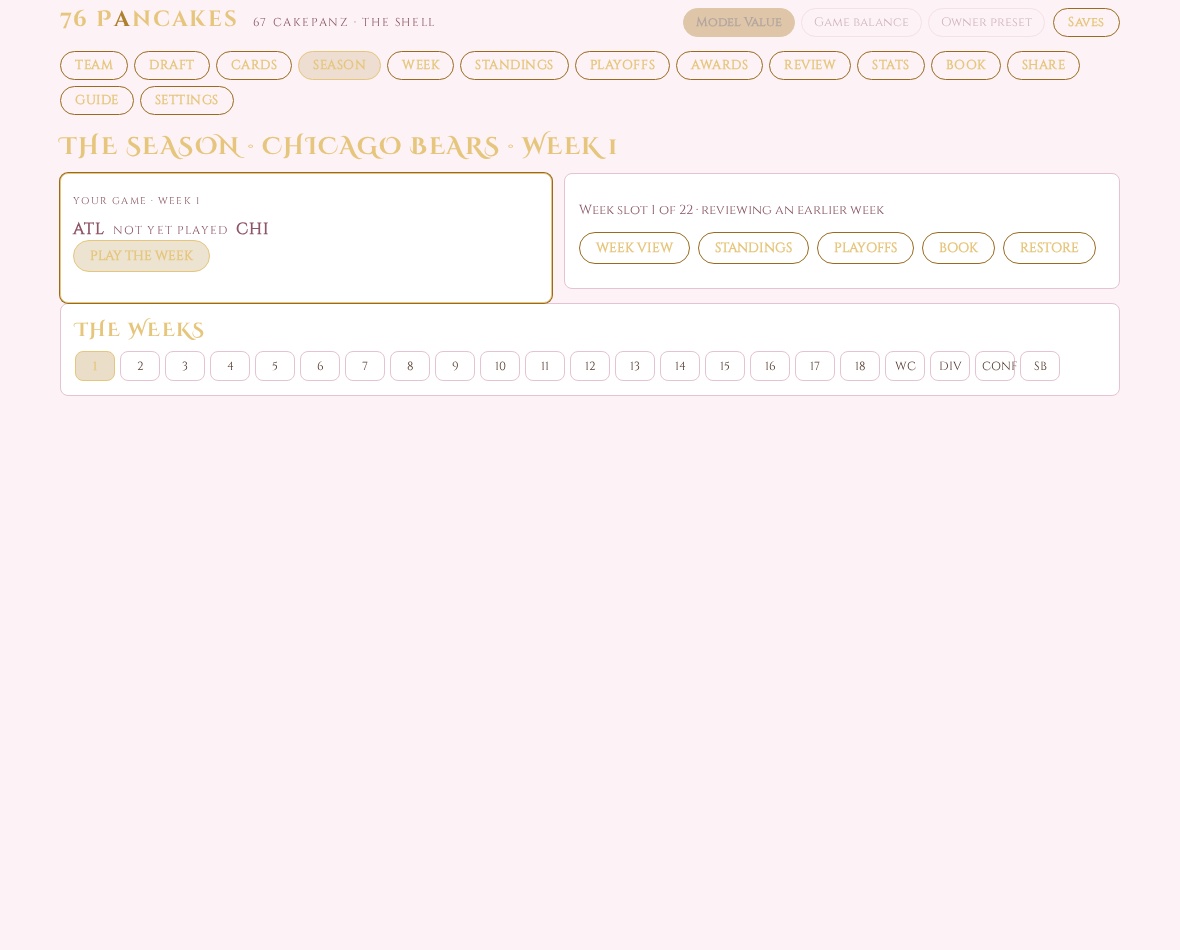 76 PANCAKES 67 CAKEPANZ · THE SHELL Model Value Game balance Owner preset Saves
TEAM DRAFT CARDS SEASON WEEK STANDINGS PLAYOFFS AWARDS REVIEW STATS BOOK SHARE
GUIDE SETTINGS
THE SEASON · CHICAGO BEARS · WEEK 1
YOUR GAME · WEEK 1
ATL NOT YET PLAYED CHI
PLAY THE WEEK
Week slot 1 of 22 · reviewing an earlier week
WEEK VIEW STANDINGS PLAYOFFS BOOK RESTORE
THE WEEKS
1 2 3 4 5 6 7 8 9 10 11 12 13 14 15 16 17 18 WC DIV CONF SB